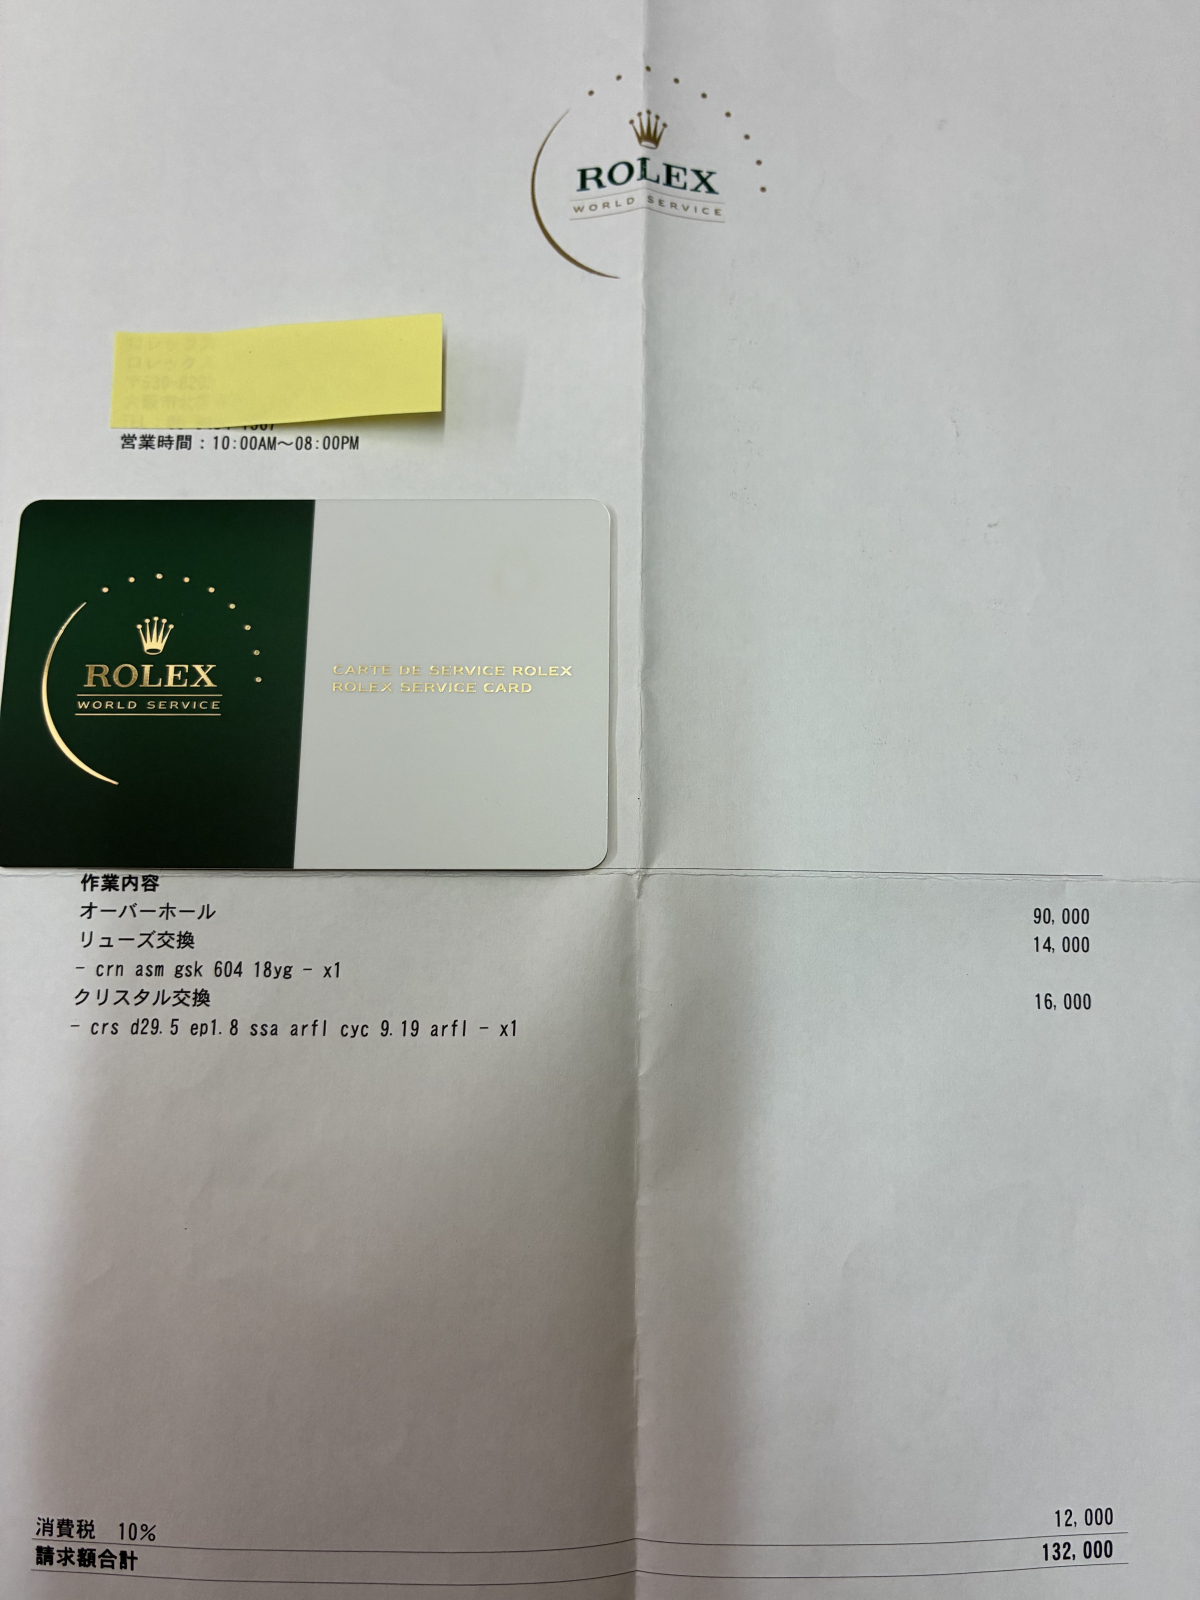 ROLEX
WORLD SERVICE
営業時間：10:00AM～08:00PM
ROLEX
WORLD SERVICE
CARTE DE SERVICE ROLEX
ROLEX SERVICE CARD
作業内容
オーバーホール 90,000
リューズ交換 14,000
- crn asm gsk 604 18yg - x1
クリスタル交換 16,000
- crs d29.5 ep1.8 ssa arfl cyc 9.19 arfl - x1
消費税 10% 12,000
請求額合計 132,000